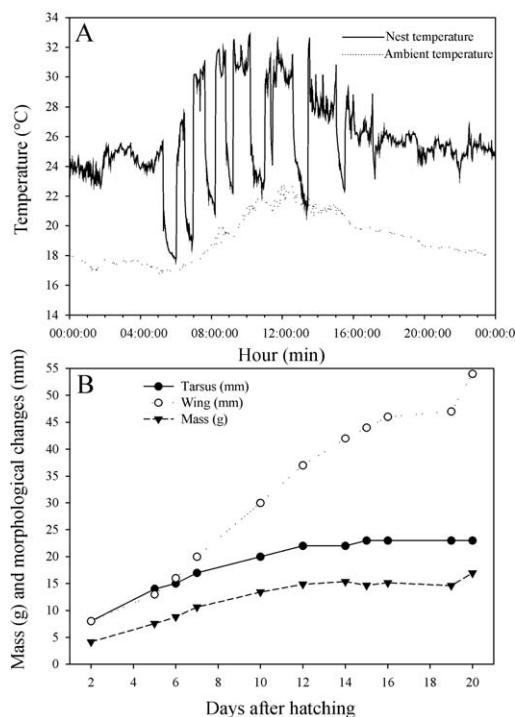 A
Nest temperature
Ambient temperature
Temperature (°C)
34
32
30
28
26
24
22
20
18
16
14
00:00:00 04:00:00 08:00:00 12:00:00 16:00:00 20:00:00 00:00:00
Hour (min)
B
Tarsus (mm)
Wing (mm)
Mass (g)
Mass (g) and morphological changes (mm)
55
50
45
40
35
30
25
20
15
10
5
0
2 4 6 8 10 12 14 16 18 20
Days after hatching